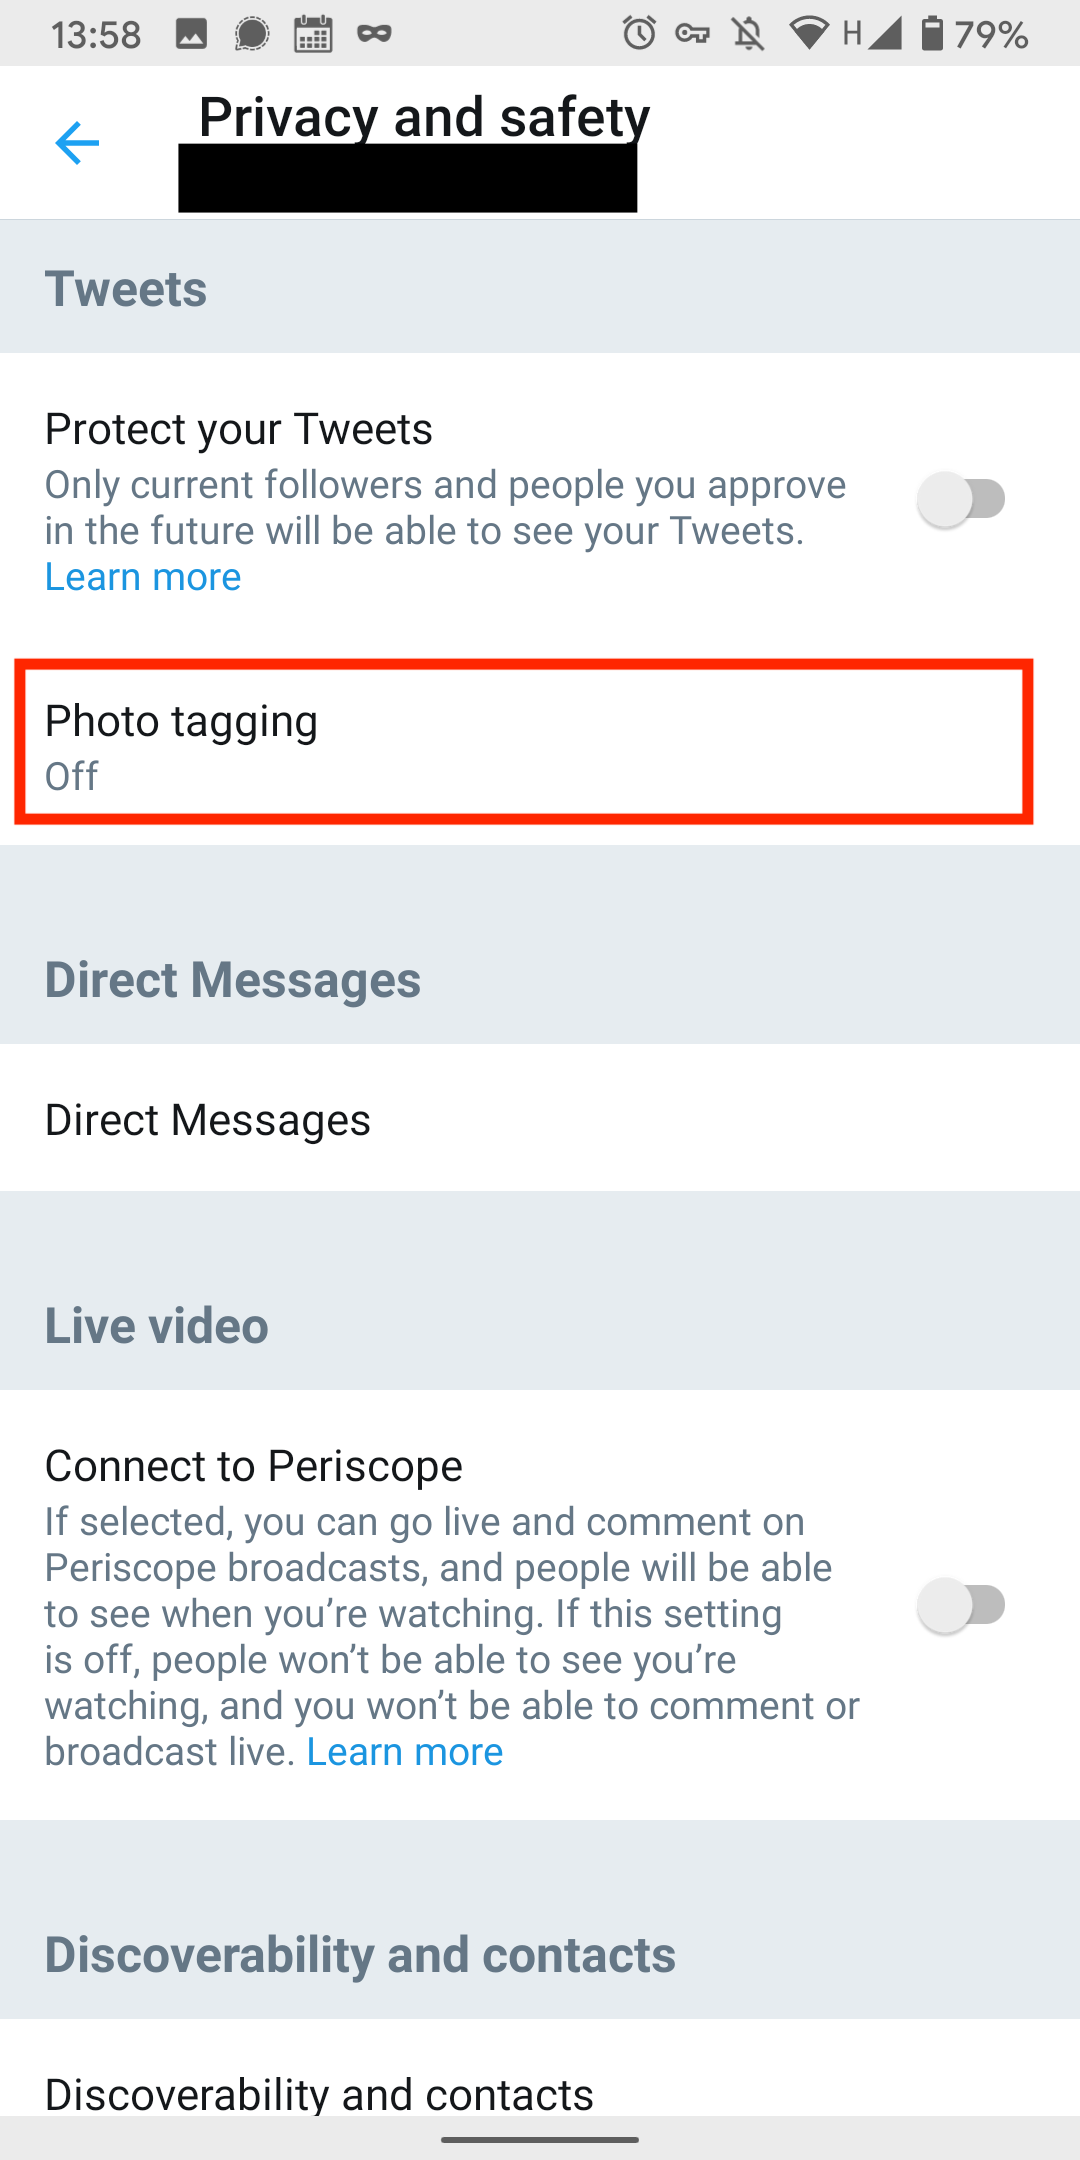 13:58 H 79%
Privacy and safety
Tweets
Protect your Tweets
Only current followers and people you approve
in the future will be able to see your Tweets.
Learn more
Photo tagging
Off
Direct Messages
Direct Messages
Live video
Connect to Periscope
If selected, you can go live and comment on
Periscope broadcasts, and people will be able
to see when you’re watching. If this setting
is off, people won’t be able to see you’re
watching, and you won’t be able to comment or
broadcast live. Learn more
Discoverability and contacts
Discoverability and contacts